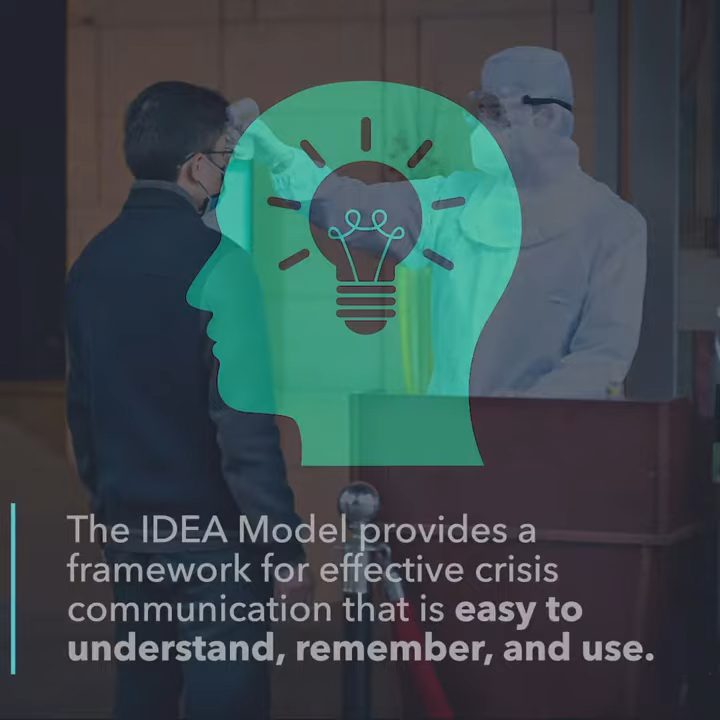 The IDEA Model provides a
framework for effective crisis
communication that is easy to
understand, remember, and use.